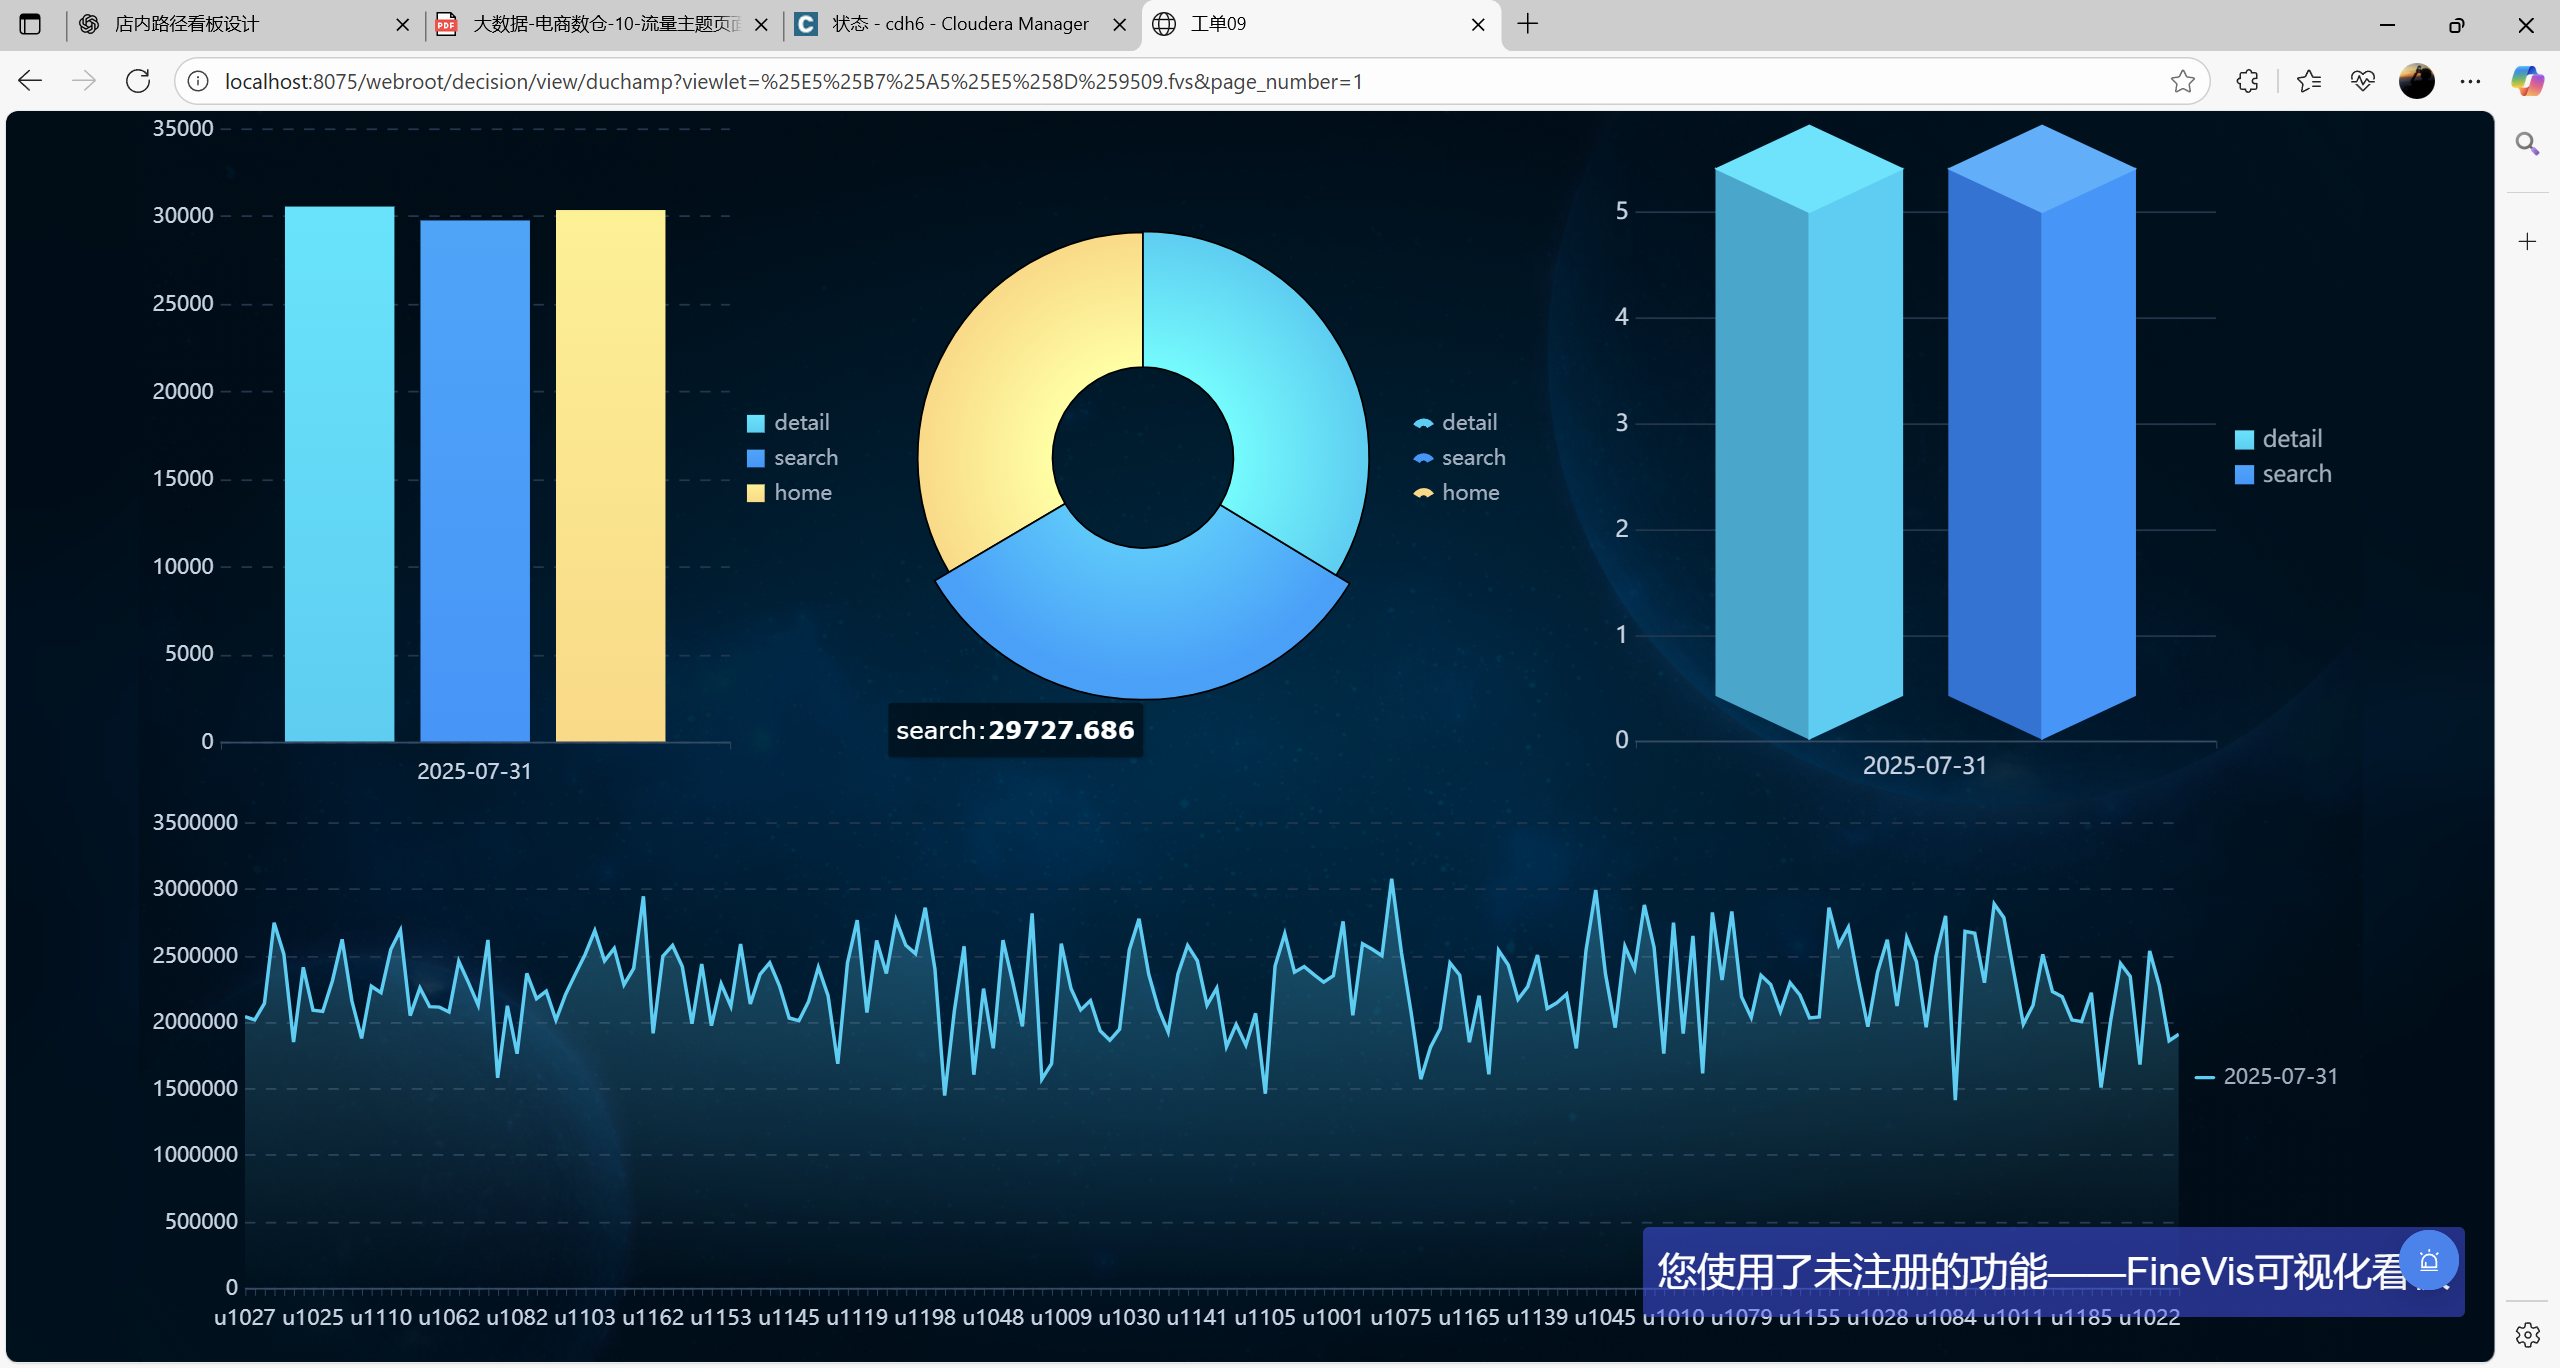 店内路径看板设计
大数据-电商数仓-10-流量主题页面
状态 - cdh6 - Cloudera Manager
工单09
localhost:8075/webroot/decision/view/duchamp?viewlet=%25E5%25B7%25A5%25E5%258D%259509.fvs&page_number=1
35000
30000
25000
20000
15000
10000
5000
0
2025-07-31
detail
search
home
detail
search
home
search:29727.686
5
4
3
2
1
0
2025-07-31
detail
search
3500000
3000000
2500000
2000000
1500000
1000000
500000
0
2025-07-31
u1027 u1025 u1110 u1062 u1082 u1103 u1162 u1153 u1145 u1119 u1198 u1048 u1009 u1030 u1141 u1105 u1001 u1075 u1165 u1139 u1045 u1010 u1079 u1155 u1028 u1084 u1011 u1185 u1022
您使用了未注册的功能——FineVis可视化看